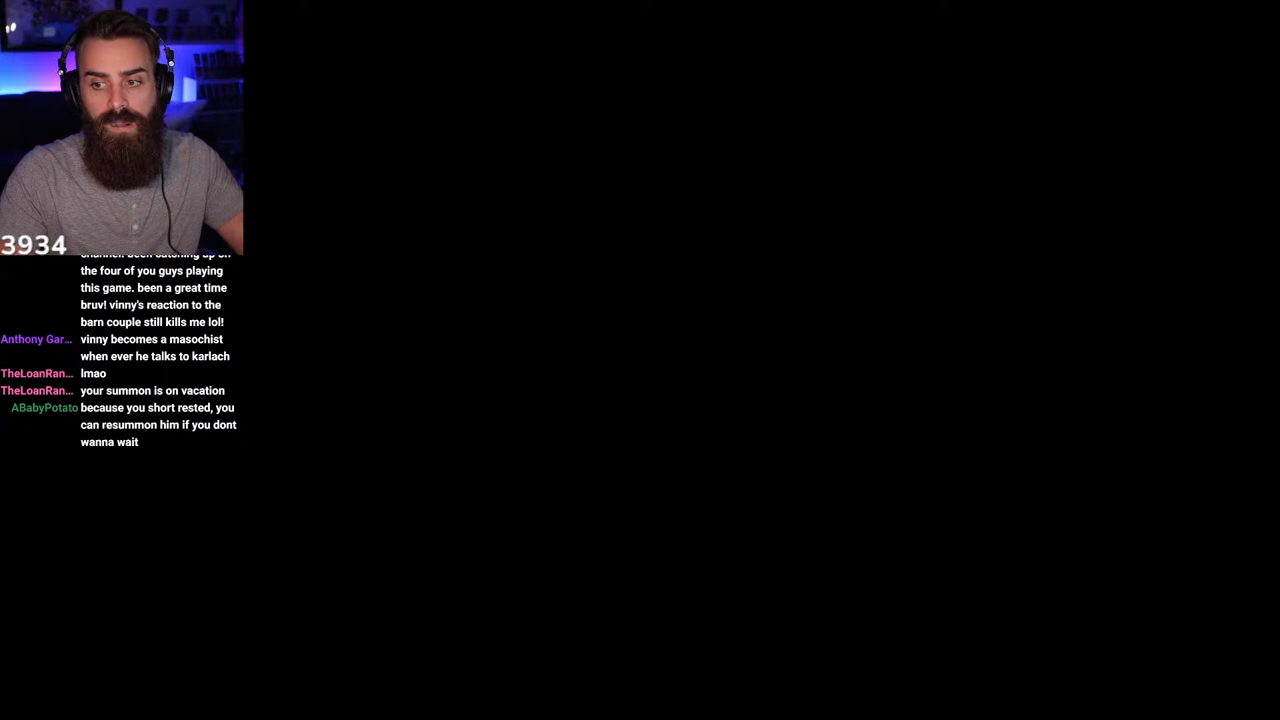 3934
the four of you guys playing
this game. been a great time
bruv! vinny's reaction to the
barn couple still kills me lol!
Anthony Gar... vinny becomes a masochist
when ever he talks to karlach
TheLoanRan... lmao
TheLoanRan... your summon is on vacation
ABabyPotato because you short rested, you
can resummon him if you dont
wanna wait